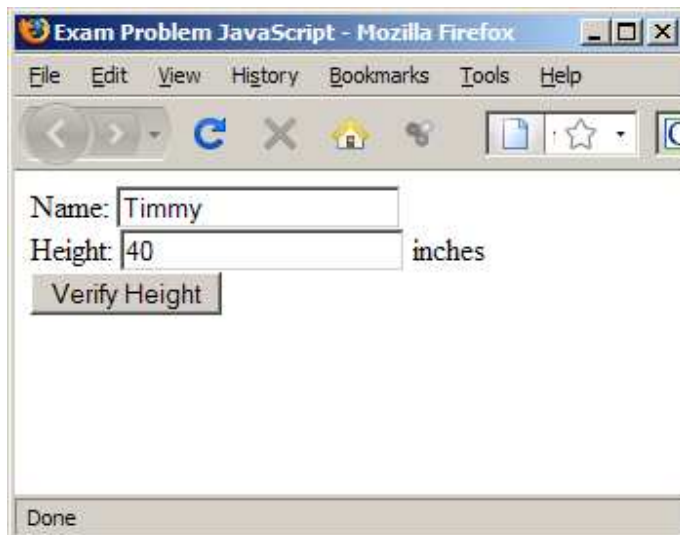 Exam Problem JavaScript - Mozilla Firefox
File Edit View History Bookmarks Tools Help
Name: Timmy
Height: 40 inches
Verify Height
Done